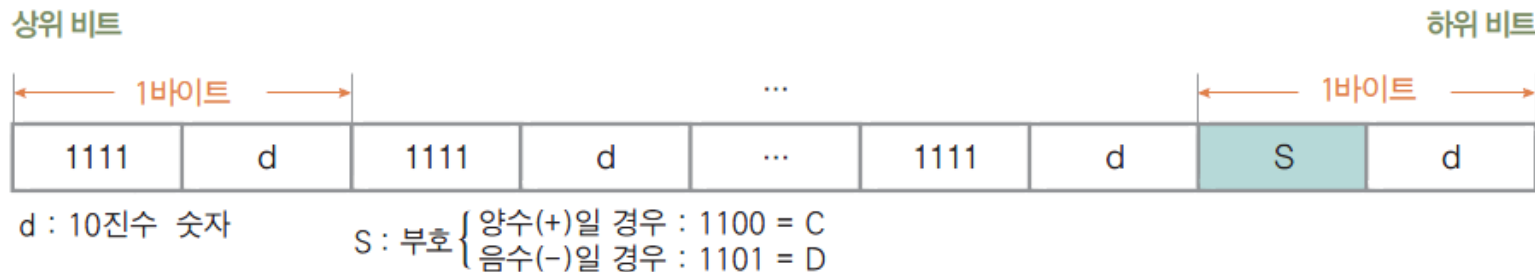 상위 비트 하위 비트
1바이트 ... 1바이트
1111 d 1111 d ... 1111 d S d
d : 10진수 숫자
S : 부호 { 양수(+)일 경우 : 1100 = C
음수(-)일 경우 : 1101 = D